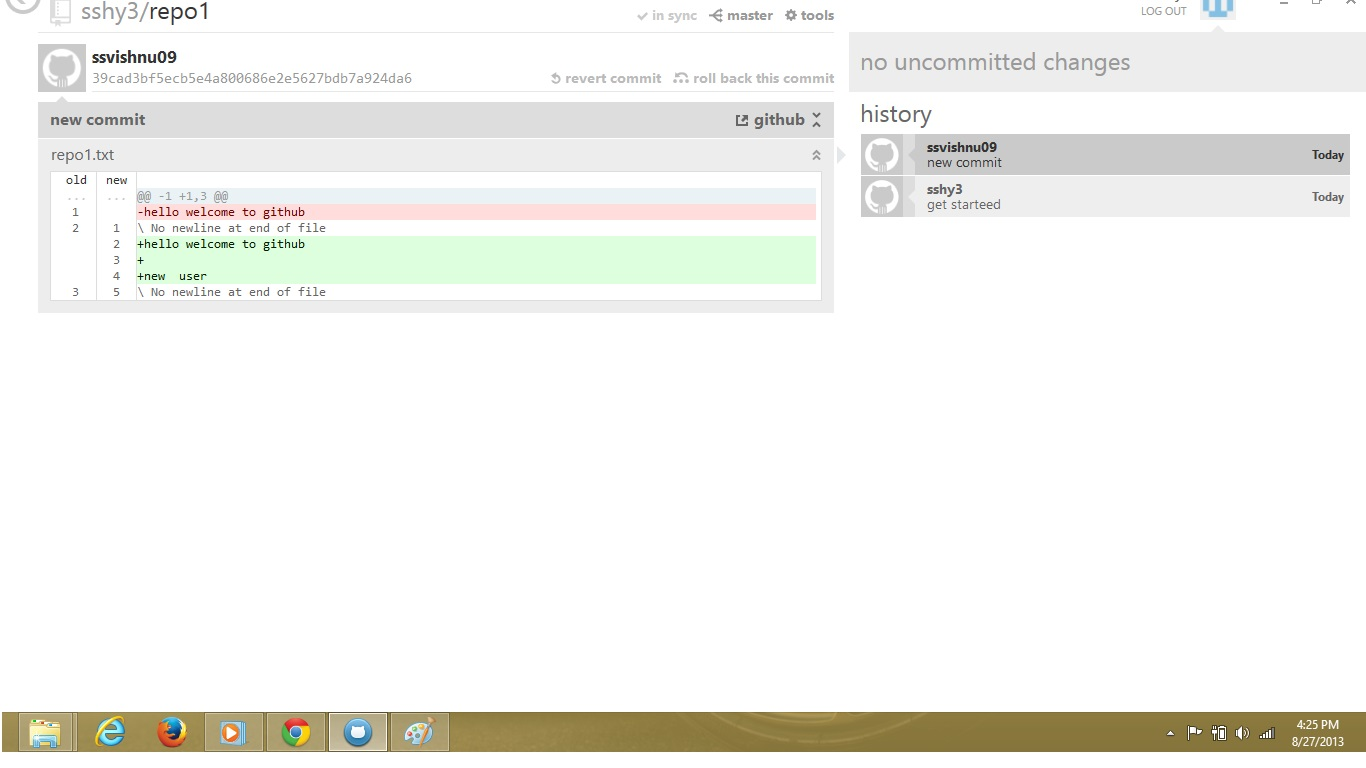 sshy3/repo1
in sync master tools
LOG OUT
ssvishnu09
39cad3bf5ecb5e4a800686e2e5627bdb7a924da6
revert commit roll back this commit
new commit github
repo1.txt
old new
... ... @@ -1 +1,3 @@
1 -hello welcome to github
2 1 \ No newline at end of file
2 +hello welcome to github
3 +
4 +new  user
3 5 \ No newline at end of file
no uncommitted changes
history
ssvishnu09
new commit
Today
sshy3
get starteed
Today
4:25 PM
8/27/2013